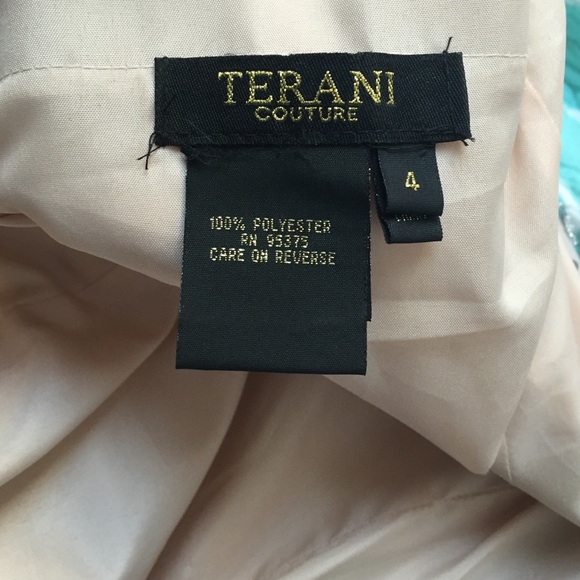 TERANI
COUTURE
4
100% POLYESTER
RN 95375
CARE ON REVERSE